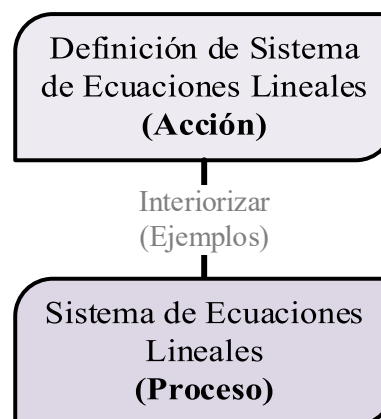 Definición de Sistema
de Ecuaciones Lineales
(Acción)
Interiorizar
(Ejemplos)
Sistema de Ecuaciones
Lineales
(Proceso)